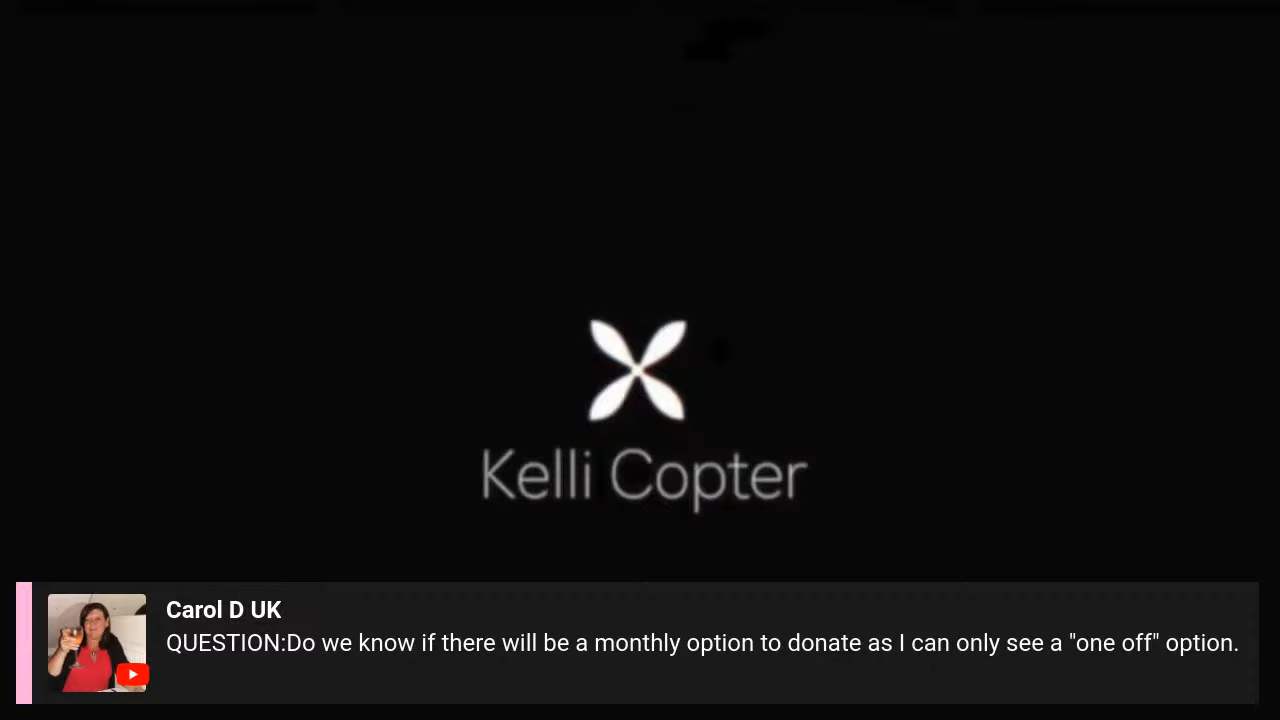 Kelli Copter
Carol D UK
QUESTION:Do we know if there will be a monthly option to donate as I can only see a "one off" option.